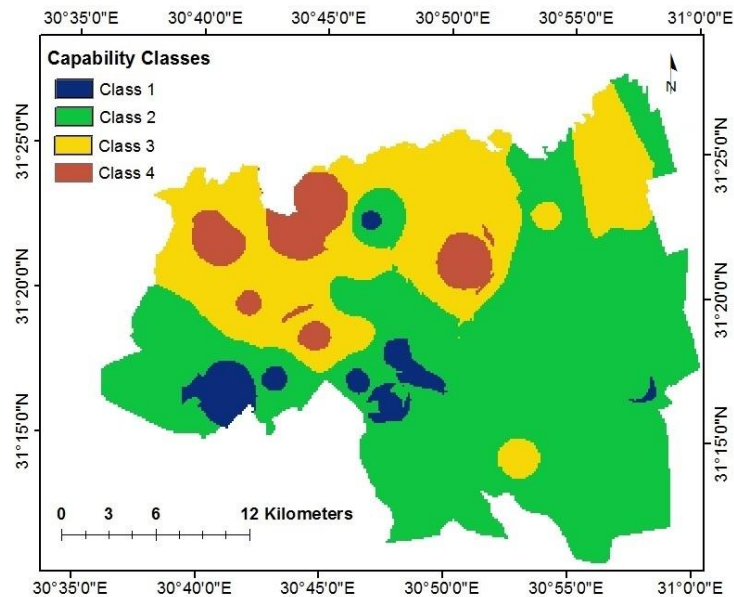 30°35'0"E 30°40'0"E 30°45'0"E 30°50'0"E 30°55'0"E 31°0'0"E
Capability Classes
Class 1
Class 2
Class 3
Class 4
N
31°25'0"N 31°25'0"N
31°20'0"N 31°20'0"N
31°15'0"N 31°15'0"N
0 3 6 12 Kilometers
30°35'0"E 30°40'0"E 30°45'0"E 30°50'0"E 30°55'0"E 31°0'0"E